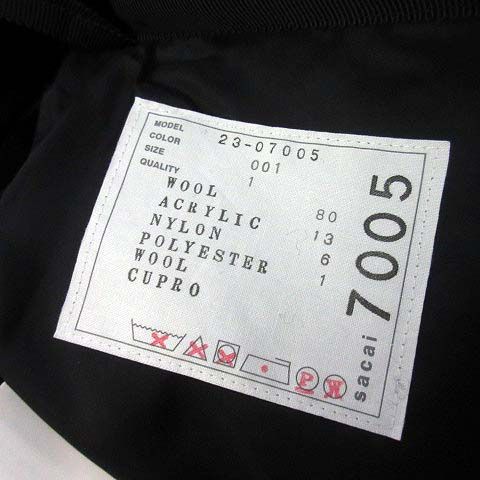 MODEL 23-07005
COLOR 001
SIZE 1
QUALITY
WOOL 80
ACRYLIC 13
NYLON 6
POLYESTER 1
WOOL
CUPRO
sacai 7005
P W